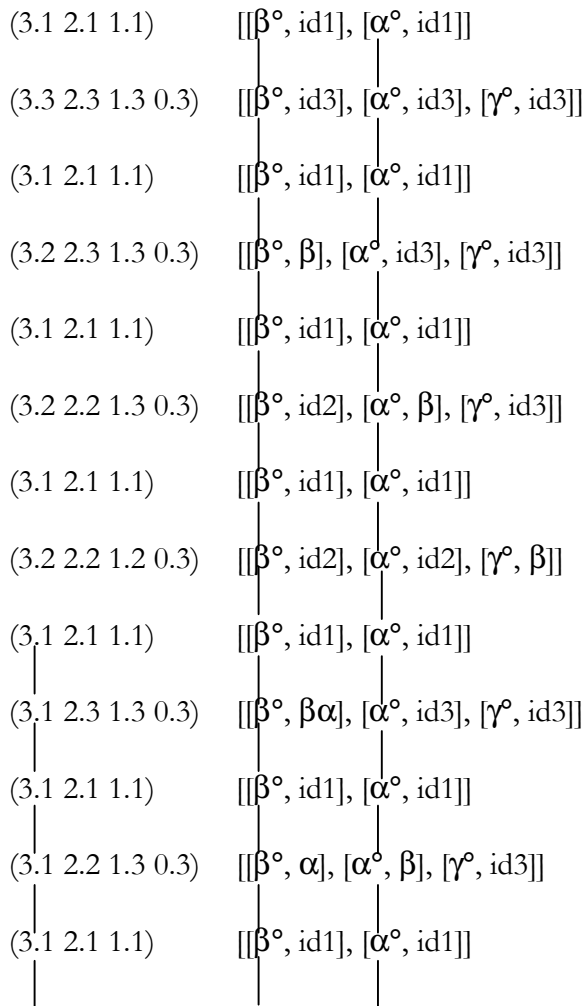 (3.1 2.1 1.1) [[β°, id1], [α°, id1]]
(3.3 2.3 1.3 0.3) [[β°, id3], [α°, id3], [γ°, id3]]
(3.1 2.1 1.1) [[β°, id1], [α°, id1]]
(3.2 2.3 1.3 0.3) [[β°, β], [α°, id3], [γ°, id3]]
(3.1 2.1 1.1) [[β°, id1], [α°, id1]]
(3.2 2.2 1.3 0.3) [[β°, id2], [α°, β], [γ°, id3]]
(3.1 2.1 1.1) [[β°, id1], [α°, id1]]
(3.2 2.2 1.2 0.3) [[β°, id2], [α°, id2], [γ°, β]]
(3.1 2.1 1.1) [[β°, id1], [α°, id1]]
(3.1 2.3 1.3 0.3) [[β°, βα], [α°, id3], [γ°, id3]]
(3.1 2.1 1.1) [[β°, id1], [α°, id1]]
(3.1 2.2 1.3 0.3) [[β°, α], [α°, β], [γ°, id3]]
(3.1 2.1 1.1) [[β°, id1], [α°, id1]]